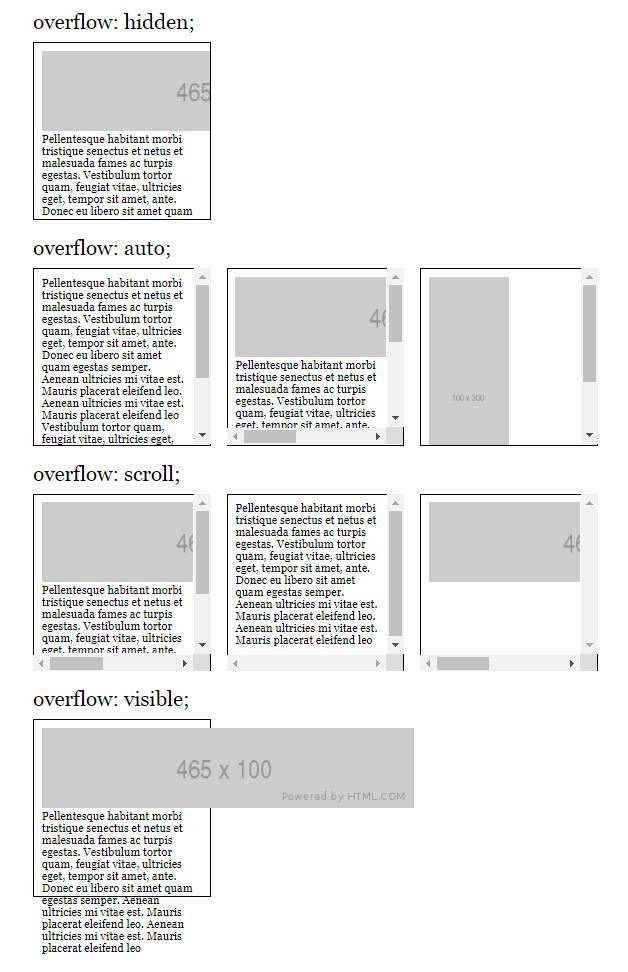 overflow: hidden;
465
Pellentesque habitant morbi
tristique senectus et netus et
malesuada fames ac turpis
egestas. Vestibulum tortor
quam, feugiat vitae, ultricies
eget, tempor sit amet, ante.
Donec eu libero sit amet quam
overflow: auto;
Pellentesque habitant morbi
tristique senectus et netus et
malesuada fames ac turpis
egestas. Vestibulum tortor
quam, feugiat vitae, ultricies
eget, tempor sit amet, ante.
Donec eu libero sit amet
quam egestas semper.
Aenean ultricies mi vitae est.
Mauris placerat eleifend leo.
Aenean ultricies mi vitae est.
Mauris placerat eleifend leo
Vestibulum tortor quam,
feugiat vitae, ultricies eget,
46
Pellentesque habitant morbi
tristique senectus et netus et
malesuada fames ac turpis
egestas. Vestibulum tortor
quam, feugiat vitae, ultricies
eget, tempor sit amet, ante.
100 x 300
overflow: scroll;
46
Pellentesque habitant morbi
tristique senectus et netus et
malesuada fames ac turpis
egestas. Vestibulum tortor
quam, feugiat vitae, ultricies
eget, tempor sit amet, ante.
Pellentesque habitant morbi
tristique senectus et netus et
malesuada fames ac turpis
egestas. Vestibulum tortor
quam, feugiat vitae, ultricies
eget, tempor sit amet, ante.
Donec eu libero sit amet
quam egestas semper.
Aenean ultricies mi vitae est.
Mauris placerat eleifend leo.
Aenean ultricies mi vitae est.
Mauris placerat eleifend leo
46
overflow: visible;
465 x 100
Powered by HTML.COM
Pellentesque habitant morbi
tristique senectus et netus et
malesuada fames ac turpis
egestas. Vestibulum tortor
quam, feugiat vitae, ultricies
eget, tempor sit amet, ante.
Donec eu libero sit amet quam
egestas semper. Aenean
ultricies mi vitae est. Mauris
placerat eleifend leo. Aenean
ultricies mi vitae est. Mauris
placerat eleifend leo